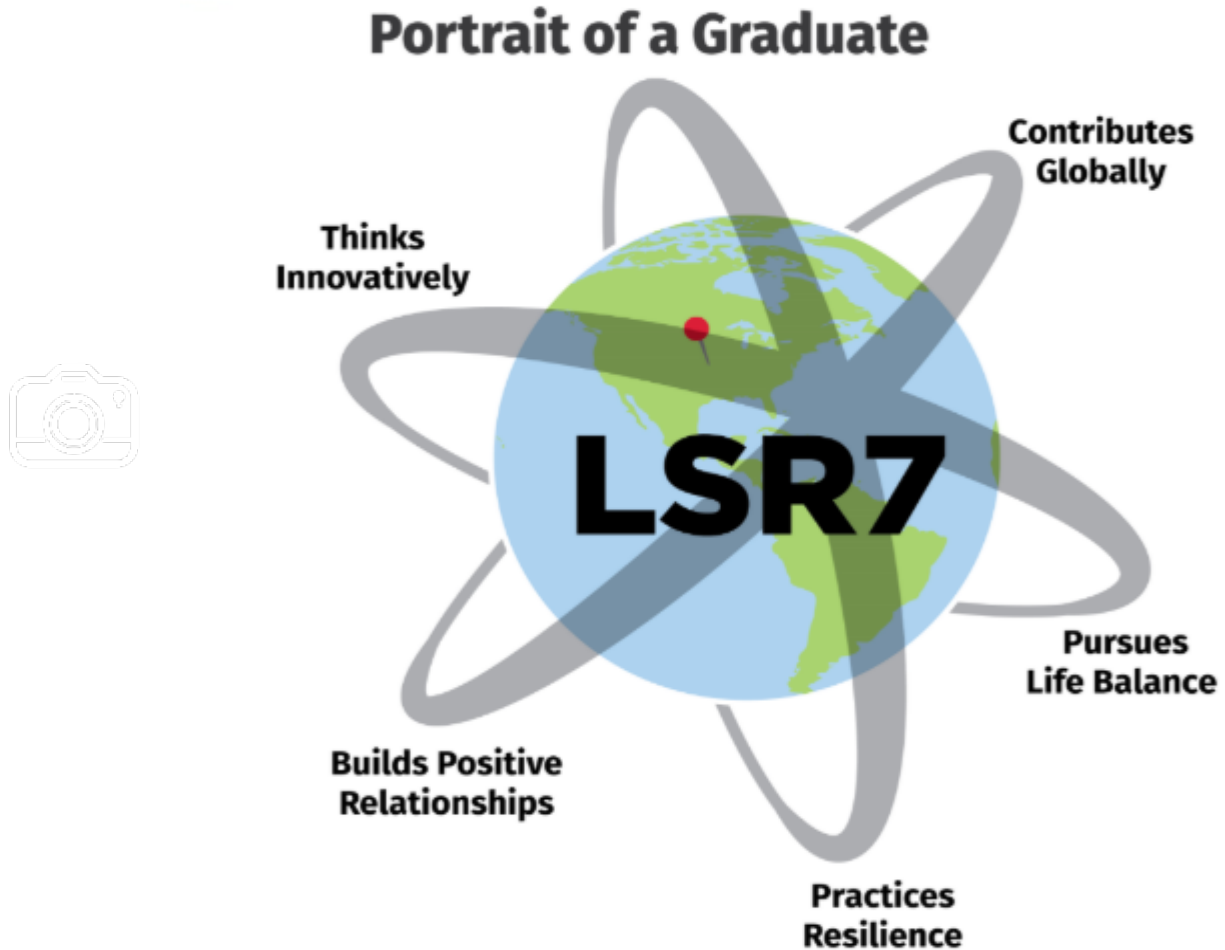 Portrait of a Graduate
Contributes
Globally
Thinks
Innovatively
LSR7
Pursues
Life Balance
Builds Positive
Relationships
Practices
Resilience